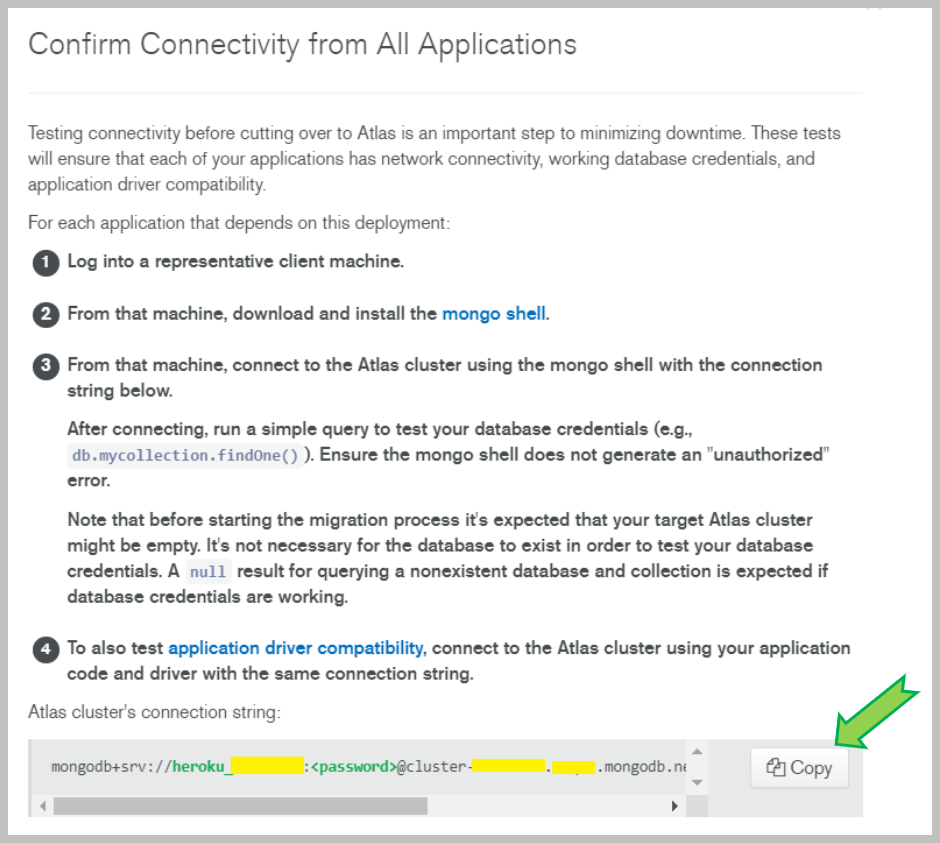 Confirm Connectivity from All Applications
Testing connectivity before cutting over to Atlas is an important step to minimizing downtime. These tests
will ensure that each of your applications has network connectivity, working database credentials, and
application driver compatibility.
For each application that depends on this deployment:
1 Log into a representative client machine.
2 From that machine, download and install the mongo shell.
3 From that machine, connect to the Atlas cluster using the mongo shell with the connection
string below.
After connecting, run a simple query to test your database credentials (e.g.,
db.mycollection.findOne() ). Ensure the mongo shell does not generate an "unauthorized"
error.
Note that before starting the migration process it's expected that your target Atlas cluster
might be empty. It's not necessary for the database to exist in order to test your database
credentials. A null result for querying a nonexistent database and collection is expected if
database credentials are working.
4 To also test application driver compatibility, connect to the Atlas cluster using your application
code and driver with the same connection string.
Atlas cluster's connection string:
mongodb+srv://heroku_ :<password>@cluster- . .mongodb.ne
Copy